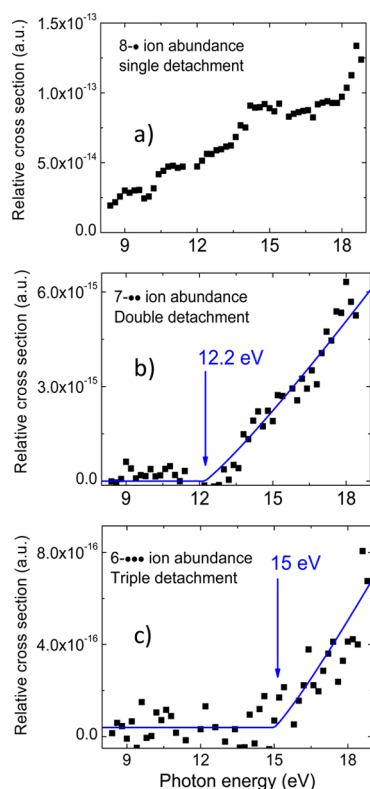 Relative cross section (a.u.)
1.5x10⁻¹³
1.0x10⁻¹³
5.0x10⁻¹⁴
0.0
8-• ion abundance
single detachment
a)
9 12 15 18
Relative cross section (a.u.)
6.0x10⁻¹⁵
3.0x10⁻¹⁵
0.0
7-•• ion abundance
Double detachment
b)
12.2 eV
9 12 15 18
Relative cross section (a.u.)
8.0x10⁻¹⁶
4.0x10⁻¹⁶
0.0
6-••• ion abundance
Triple detachment
c)
15 eV
9 12 15 18
Photon energy (eV)